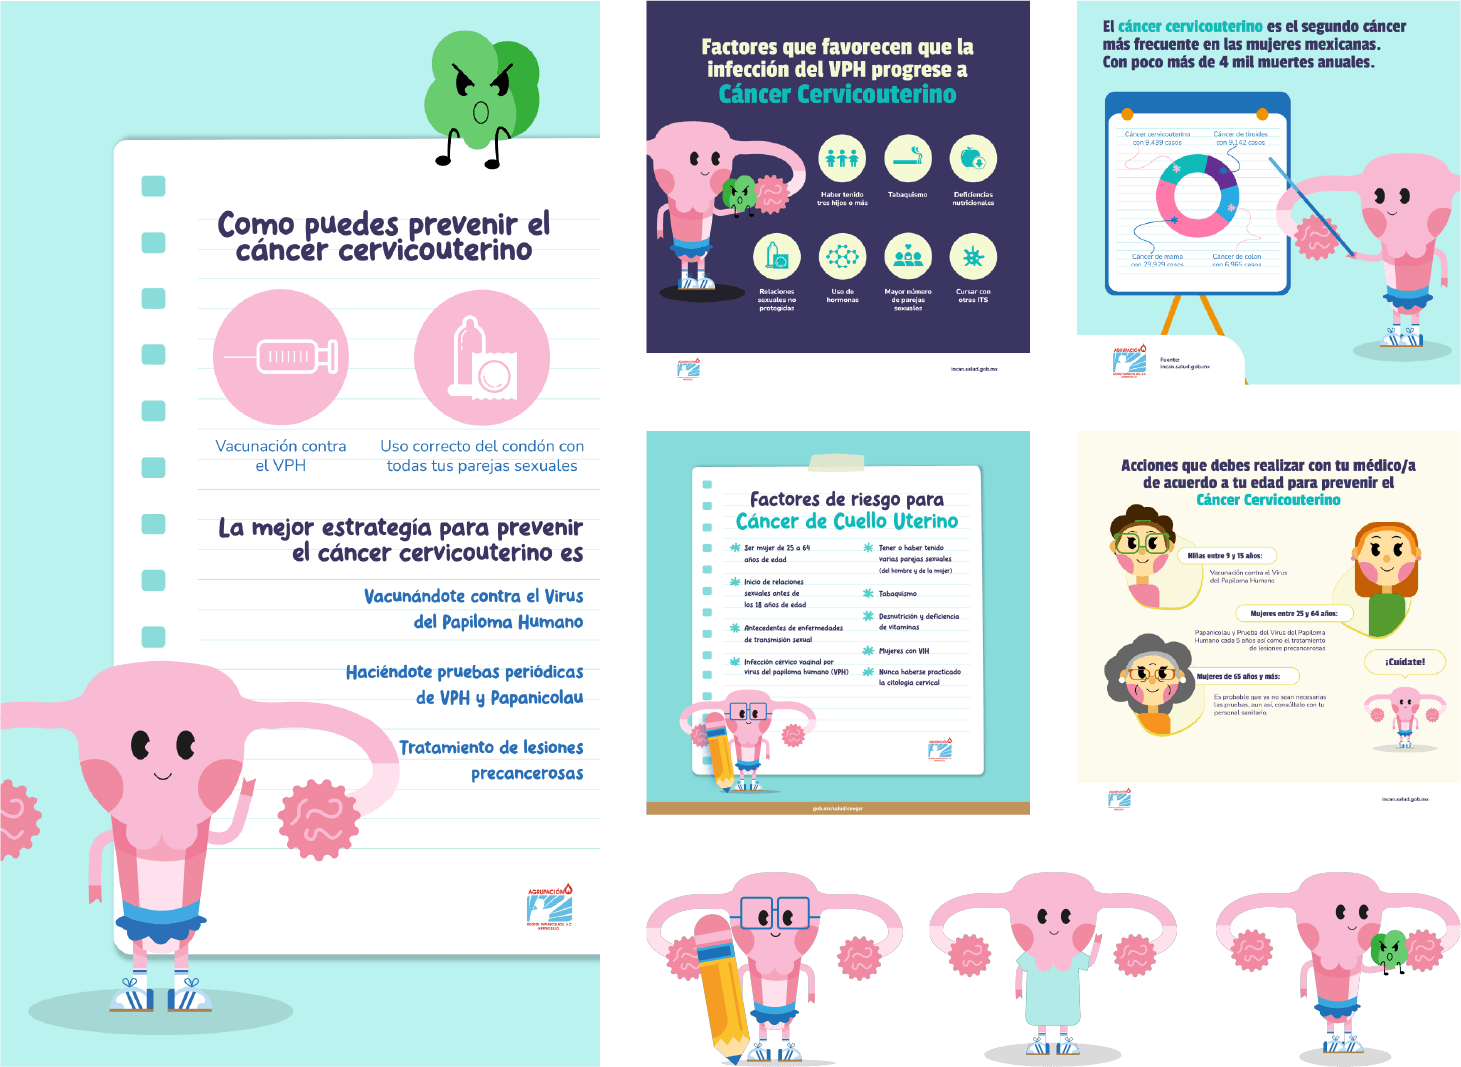 Como puedes prevenir el
cáncer cervicouterino
Vacunación contra
el VPH
Uso correcto del condón con
todas tus parejas sexuales
La mejor estrategia para prevenir
el cáncer cervicouterino es
Vacunándote contra el Virus
del Papiloma Humano
Haciéndote pruebas periódicas
de VPH y Papanicolau
Tratamiento de lesiones
precancerosas
AGRUPACIÓN
Factores que favorecen que la
infección del VPH progrese a
Cáncer Cervicouterino
Haber tenido
tres hijos o más
Tabaquismo
Deficiencias
nutricionales
Relaciones
sexuales no
protegidas
Uso de
hormonas
Mayor número
de parejas
sexuales
Cursar con
otras ITS
AGRUPACIÓN
incan.salud.gob.mx
El cáncer cervicouterino es el segundo cáncer
más frecuente en las mujeres mexicanas.
Con poco más de 4 mil muertes anuales.
Cáncer cervicouterino
con 9,439 casos
Cáncer de tiroides
con 9,142 casos
Cáncer de mama
con 29,929 casos
Cáncer de colon
con 6,965 casos
AGRUPACIÓN
Fuente:
incan.salud.gob.mx
Factores de riesgo para
Cáncer de Cuello Uterino
Ser mujer de 25 a 64
años de edad
Inicio de relaciones
sexuales antes de
los 18 años de edad
Antecedentes de enfermedades
de transmisión sexual
Infección cérvico vaginal por
virus del papiloma humano (VPH)
Tener o haber tenido
varias parejas sexuales
(del hombre y de la mujer)
Tabaquismo
Desnutrición y deficiencia
de vitaminas
Mujeres con VIH
Nunca haberse practicado
la citología cervical
AGRUPACIÓN
gob.mx/salud/cnegsr
Acciones que debes realizar con tu médico/a
de acuerdo a tu edad para prevenir el
Cáncer Cervicouterino
Niñas entre 9 y 15 años:
Vacunación contra el Virus
del Papiloma Humano
Mujeres entre 25 y 64 años:
Papanicolau y Prueba del Virus del Papiloma
Humano cada 5 años así como el tratamiento
de lesiones precancerosas
Mujeres de 65 años y más:
Es probable que ya no sean necesarias
las pruebas, aun así, consúltalo con tu
personal sanitario.
¡Cuídate!
AGRUPACIÓN
incan.salud.gob.mx